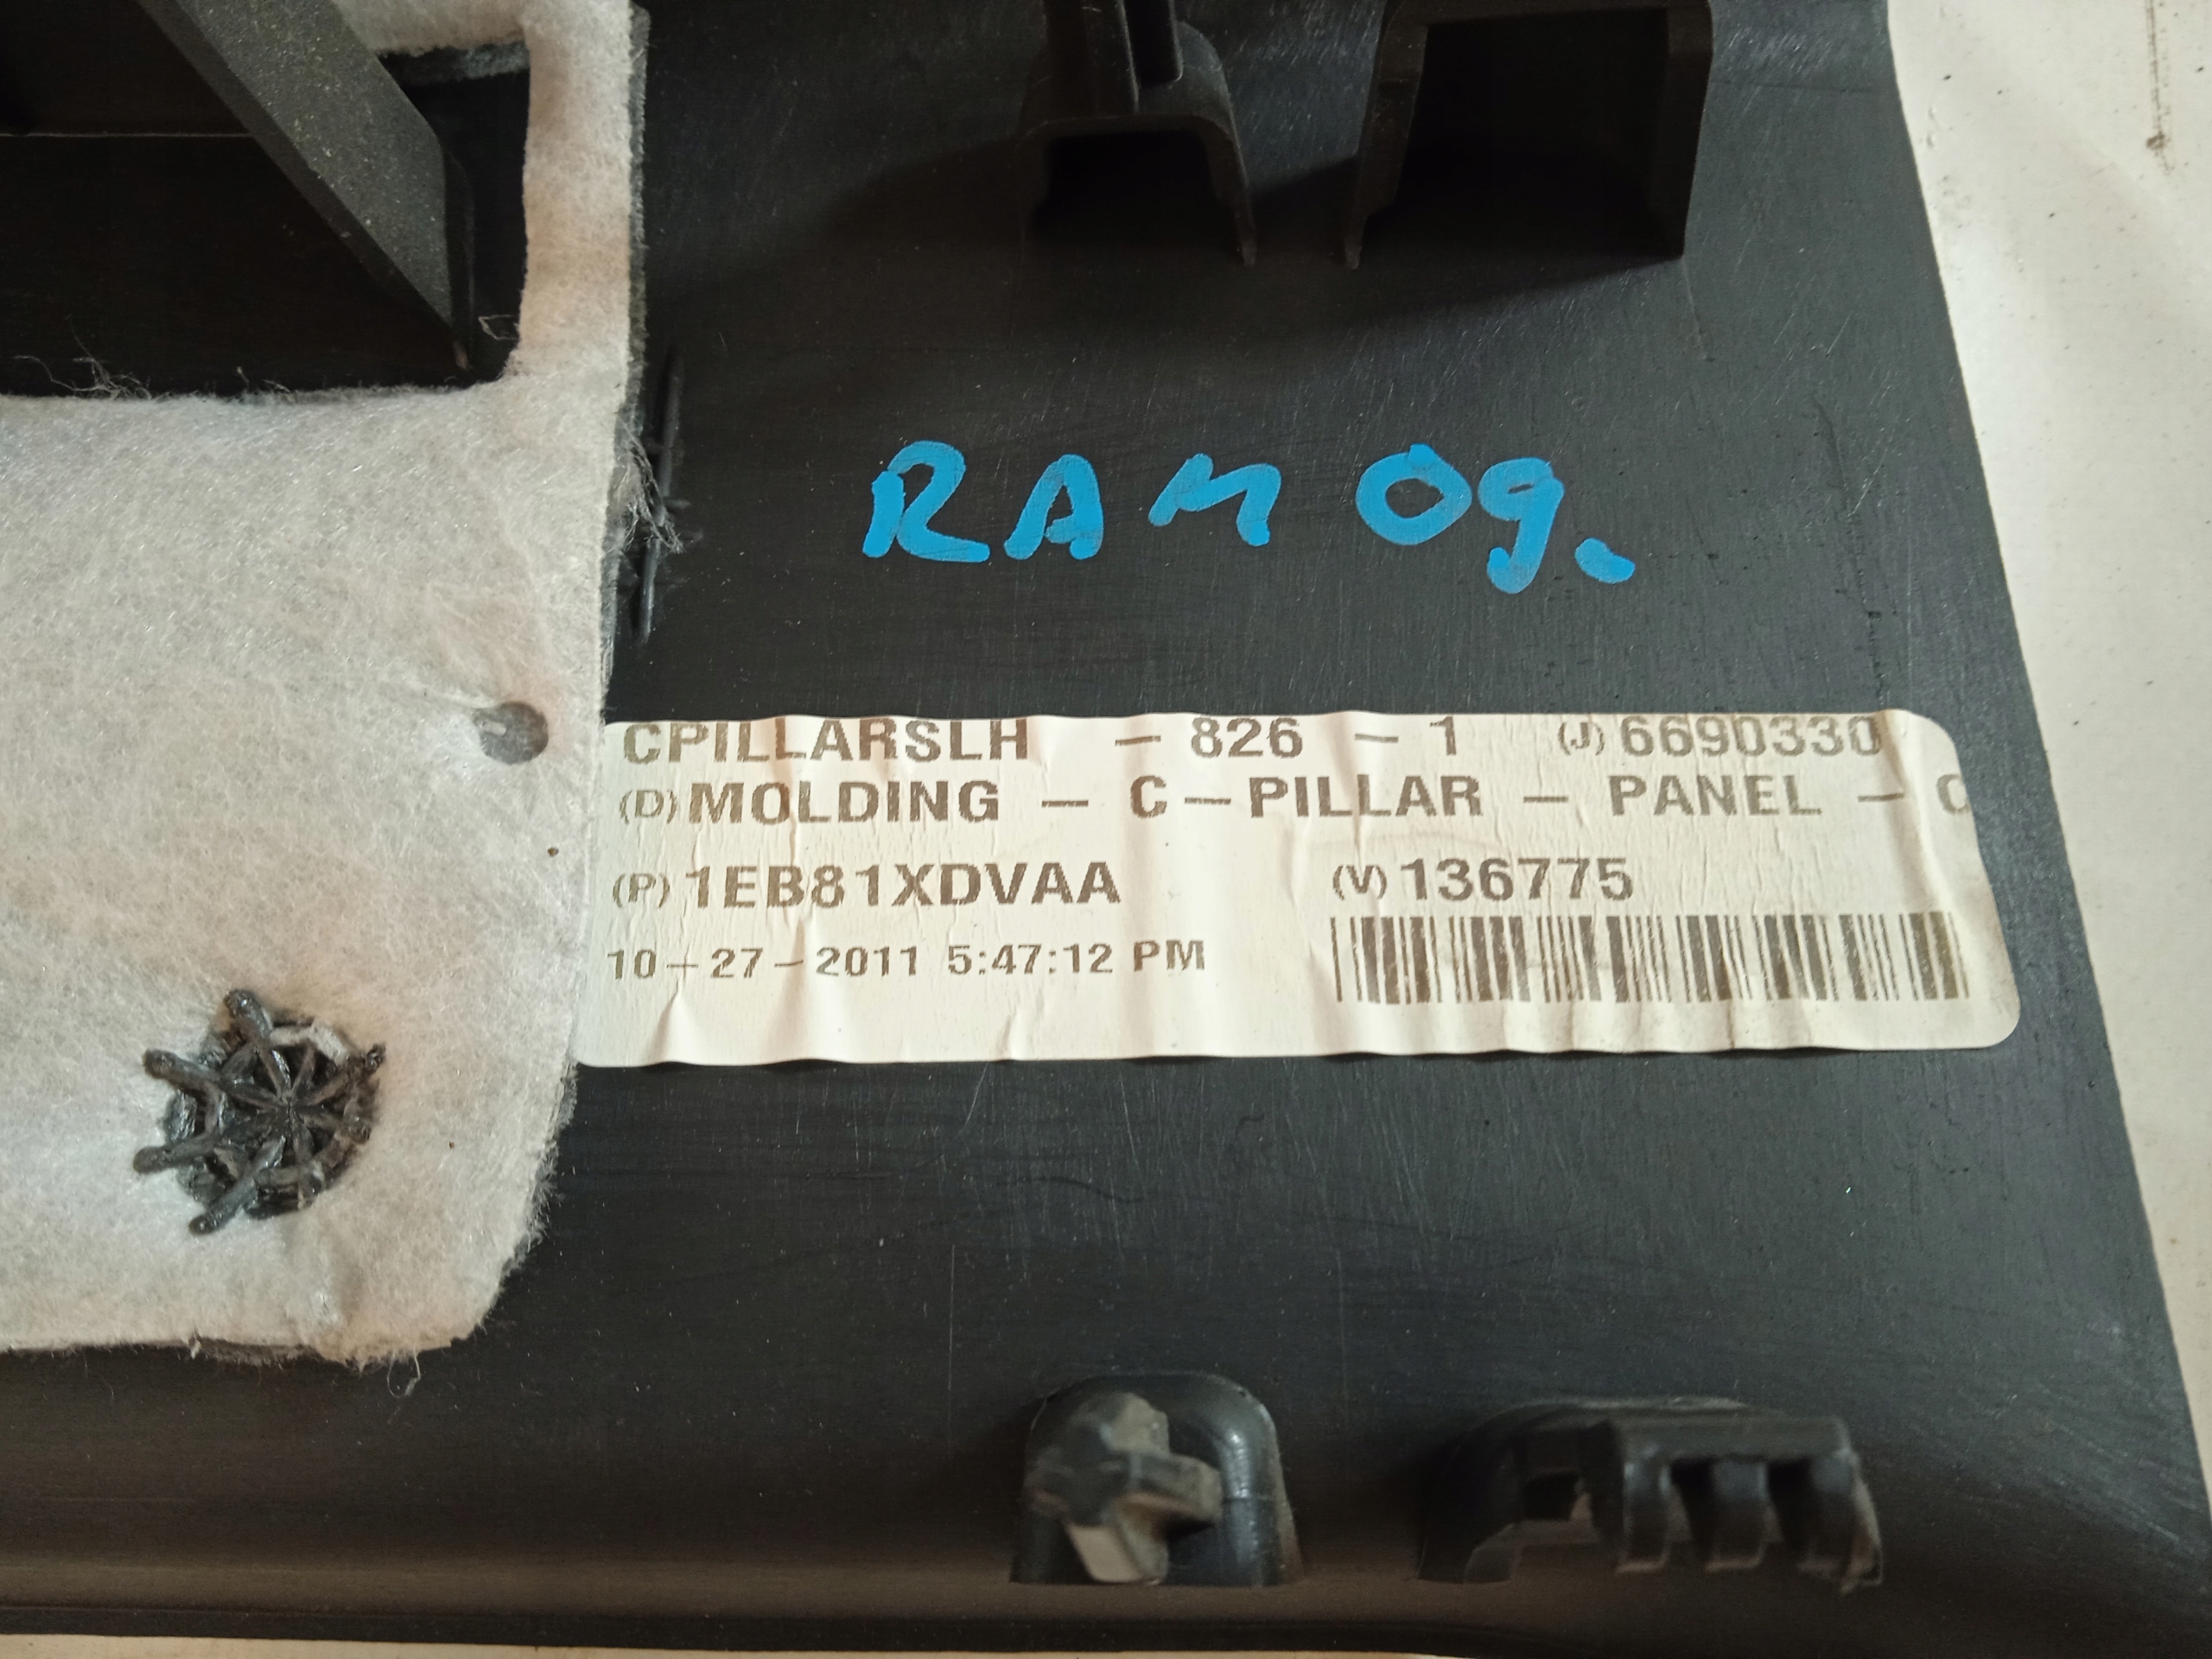 RAM 09.
CPILLARSLH - 826 - 1 (J)6690330
(D)MOLDING - C-PILLAR - PANEL - C
(P)1EB81XDVAA (V)136775
10-27-2011 5:47:12 PM